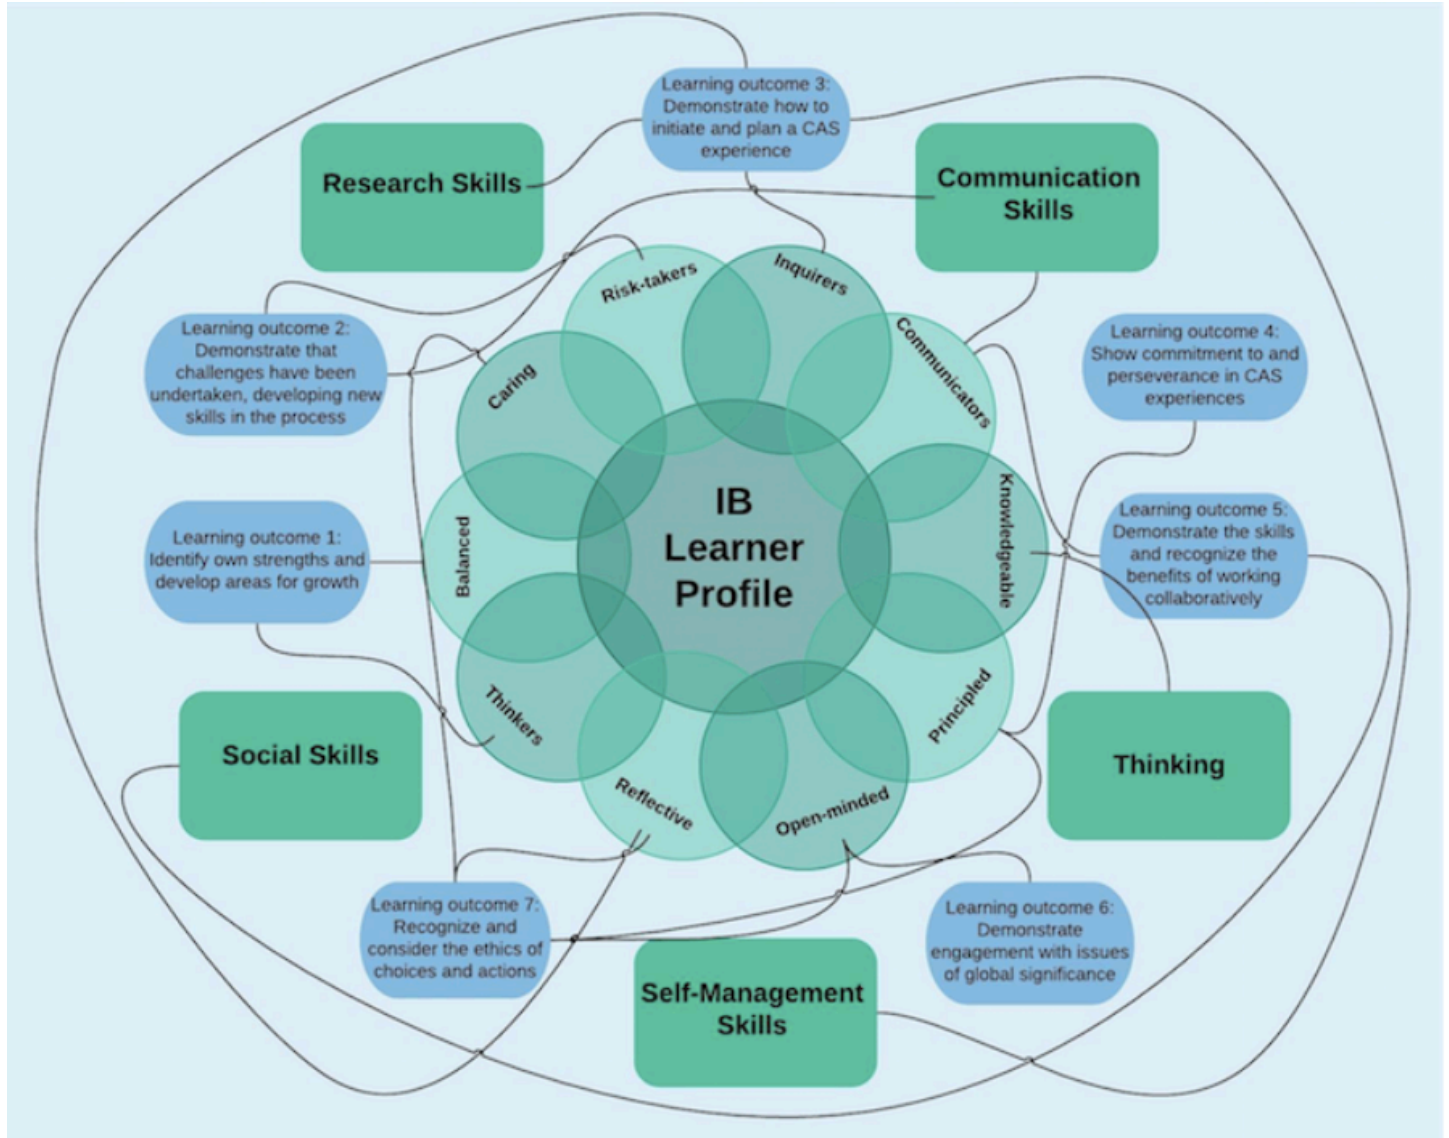 Learning outcome 3:
Demonstrate how to
initiate and plan a CAS
experience
Research Skills
Communication
Skills
Risk-takers
Inquirers
Learning outcome 2:
Demonstrate that
challenges have been
undertaken, developing new
skills in the process
Caring
Communicators
Learning outcome 4:
Show commitment to and
perseverance in CAS
experiences
IB
Learner
Profile
Knowledgeable
Learning outcome 5:
Demonstrate the skills
and recognize the
benefits of working
collaboratively
Learning outcome 1:
Identify own strengths and
develop areas for growth
Balanced
Social Skills
Thinkers
Principled
Thinking
Reflective
Open-minded
Learning outcome 7:
Recognize and
consider the ethics of
choices and actions
Learning outcome 6:
Demonstrate
engagement with issues
of global significance
Self-Management
Skills